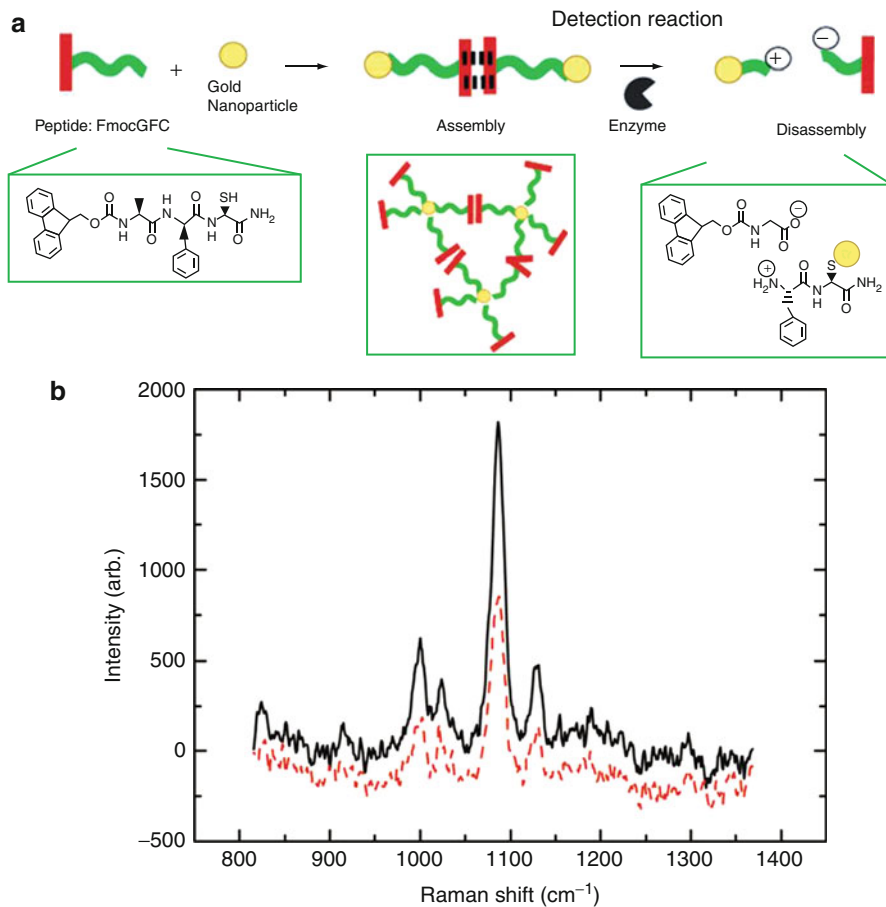 a
Detection reaction
+
Gold
Nanoparticle
+
−
Peptide: FmocGFC
Assembly
Enzyme
Disassembly
O
O
N
H
O
H
N
O
N
H
SH
NH2
O
O
O
N
H
O
O
−
+
H2N
O
N
H
S
NH2
O
b
2000
1500
1000
500
0
−500
Intensity (arb.)
800
900
1000
1100
1200
1300
1400
Raman shift (cm−1)